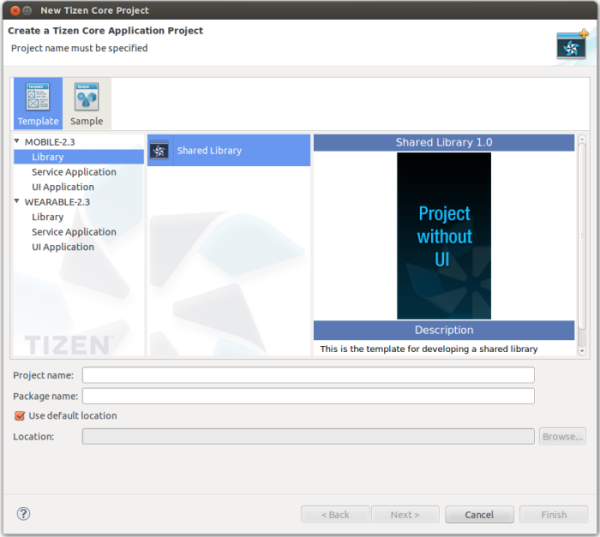 New Tizen Core Project
Create a Tizen Core Application Project
Project name must be specified
Template
Sample
MOBILE-2.3
Library
Service Application
UI Application
WEARABLE-2.3
Library
Service Application
UI Application
TIZEN
Shared Library
Shared Library 1.0
Project
without
UI
Description
This is the template for developing a shared library
Project name:
Package name:
Use default location
Location:
Browse...
?
< Back
Next >
Cancel
Finish